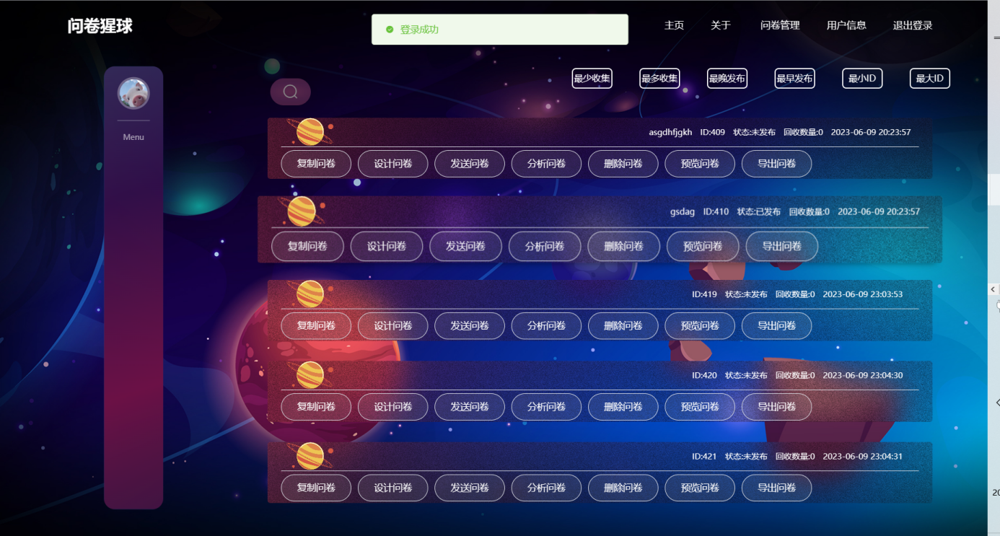 问卷猩球
登录成功
主页 关于 问卷管理 用户信息 退出登录
最少收集 最多收集 最晚发布 最早发布 最小ID 最大ID
Menu
asgdhfjgkh ID:409 状态:未发布 回收数量:0 2023-06-09 20:23:57
复制问卷 设计问卷 发送问卷 分析问卷 删除问卷 预览问卷 导出问卷
gsdag ID:410 状态:已发布 回收数量:0 2023-06-09 20:23:57
复制问卷 设计问卷 发送问卷 分析问卷 删除问卷 预览问卷 导出问卷
ID:419 状态:未发布 回收数量:0 2023-06-09 23:03:53
复制问卷 设计问卷 发送问卷 分析问卷 删除问卷 预览问卷 导出问卷
ID:420 状态:未发布 回收数量:0 2023-06-09 23:04:30
复制问卷 设计问卷 发送问卷 分析问卷 删除问卷 预览问卷 导出问卷
ID:421 状态:未发布 回收数量:0 2023-06-09 23:04:31
复制问卷 设计问卷 发送问卷 分析问卷 删除问卷 预览问卷 导出问卷
20